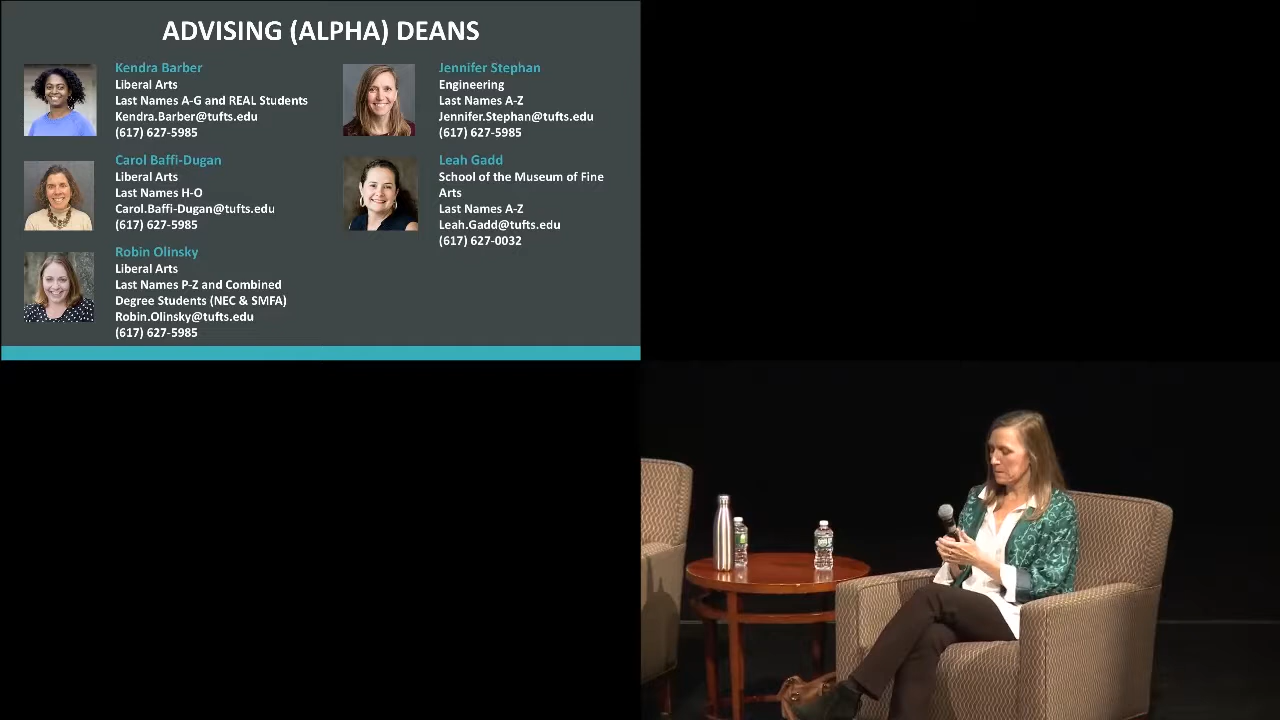 ADVISING (ALPHA) DEANS
Kendra Barber
Liberal Arts
Last Names A-G and REAL Students
Kendra.Barber@tufts.edu
(617) 627-5985
Carol Baffi-Dugan
Liberal Arts
Last Names H-O
Carol.Baffi-Dugan@tufts.edu
(617) 627-5985
Robin Olinsky
Liberal Arts
Last Names P-Z and Combined
Degree Students (NEC & SMFA)
Robin.Olinsky@tufts.edu
(617) 627-5985
Jennifer Stephan
Engineering
Last Names A-Z
Jennifer.Stephan@tufts.edu
(617) 627-5985
Leah Gadd
School of the Museum of Fine
Arts
Last Names A-Z
Leah.Gadd@tufts.edu
(617) 627-0032